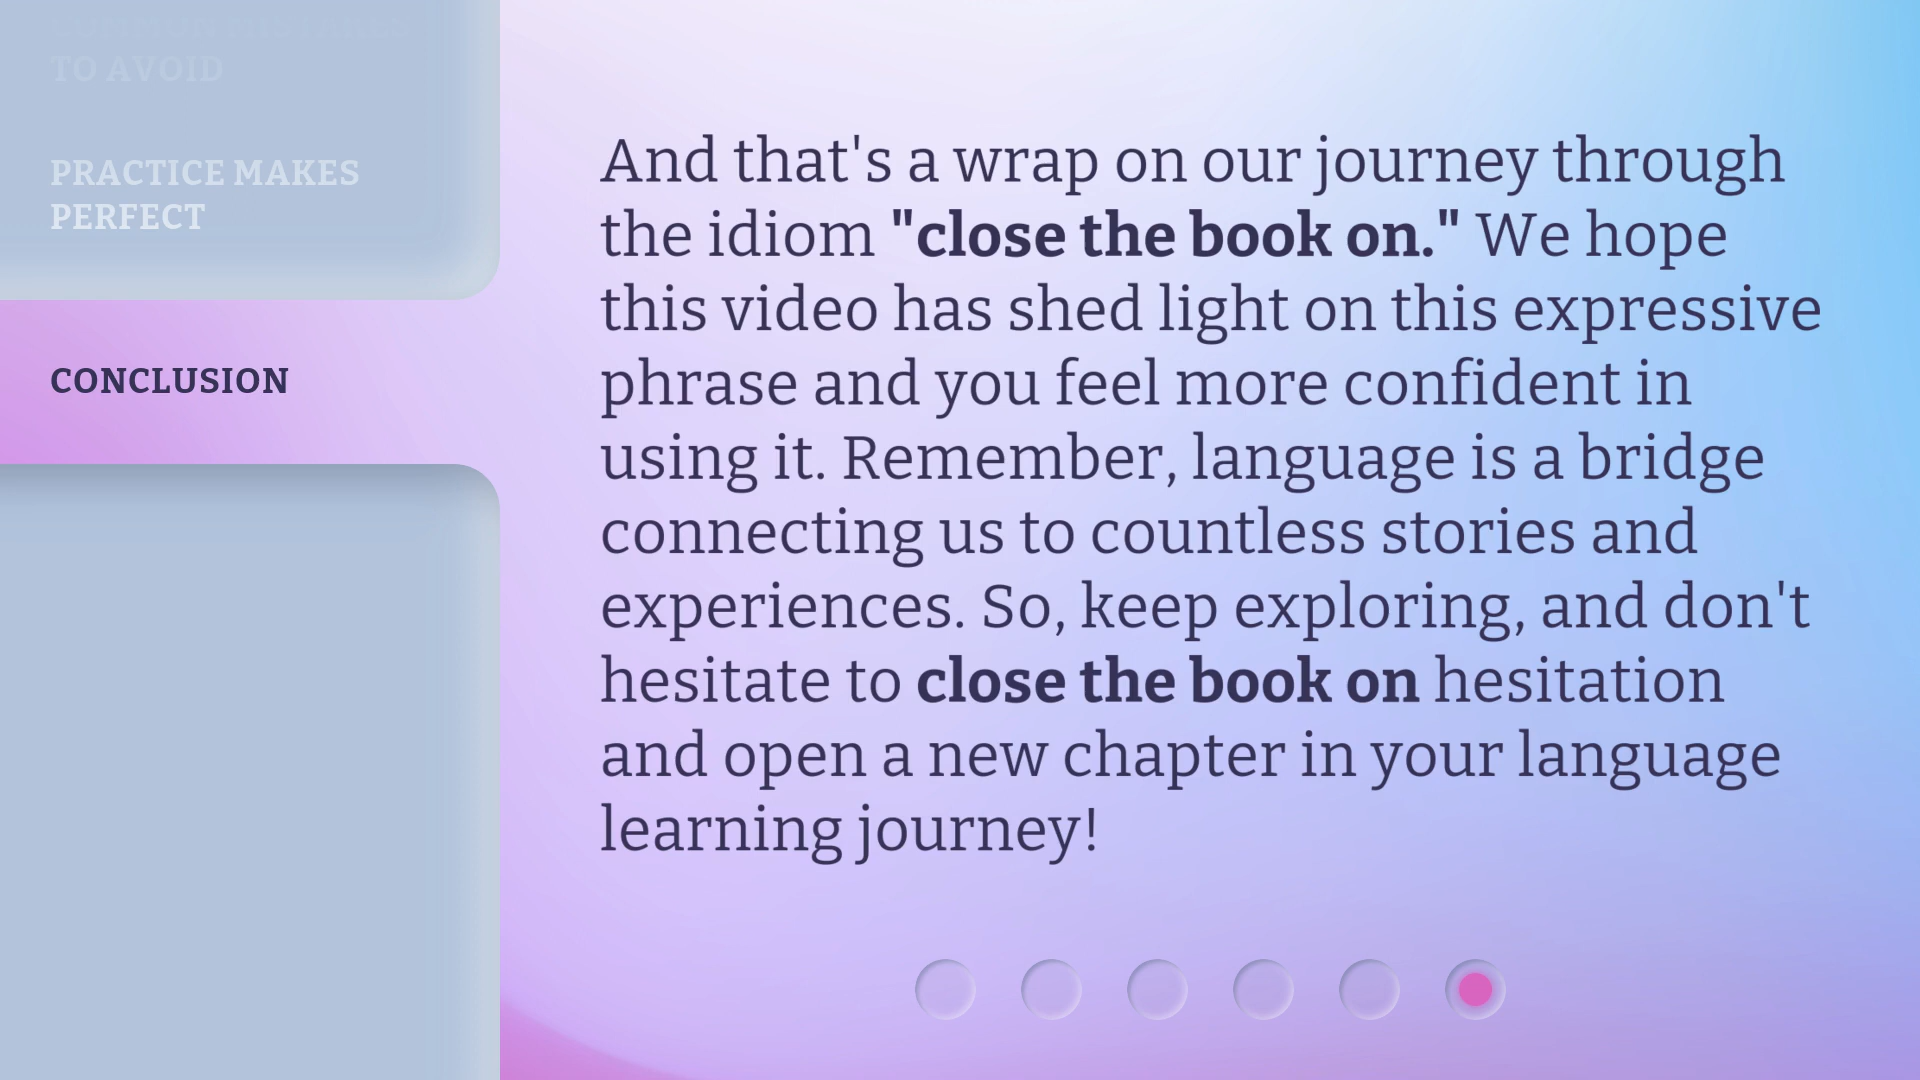 COMMON MISTAKES
TO AVOID
PRACTICE MAKES
PERFECT
CONCLUSION
And that's a wrap on our journey through
the idiom "close the book on." We hope
this video has shed light on this expressive
phrase and you feel more confident in
using it. Remember, language is a bridge
connecting us to countless stories and
experiences. So, keep exploring, and don't
hesitate to close the book on hesitation
and open a new chapter in your language
learning journey!